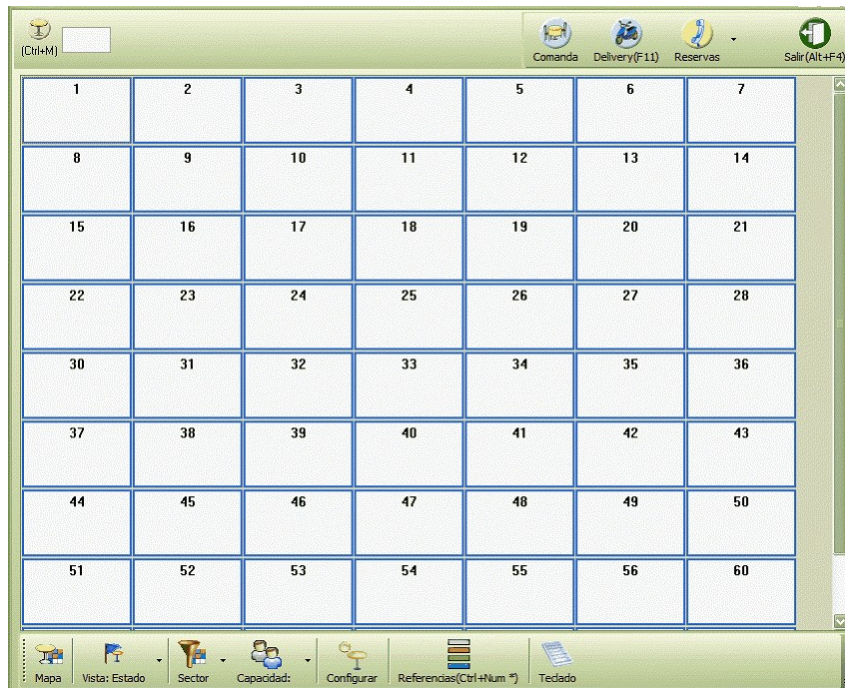 (Ctrl+M) Comanda Delivery(F11) Reservas Salir(Alt+F4)
1 2 3 4 5 6 7
8 9 10 11 12 13 14
15 16 17 18 19 20 21
22 23 24 25 26 27 28
30 31 32 33 34 35 36
37 38 39 40 41 42 43
44 45 46 47 48 49 50
51 52 53 54 55 56 60
Mapa Vista: Estado Sector Capacidad: Configurar Referencias(Ctrl+Num *) Teclado